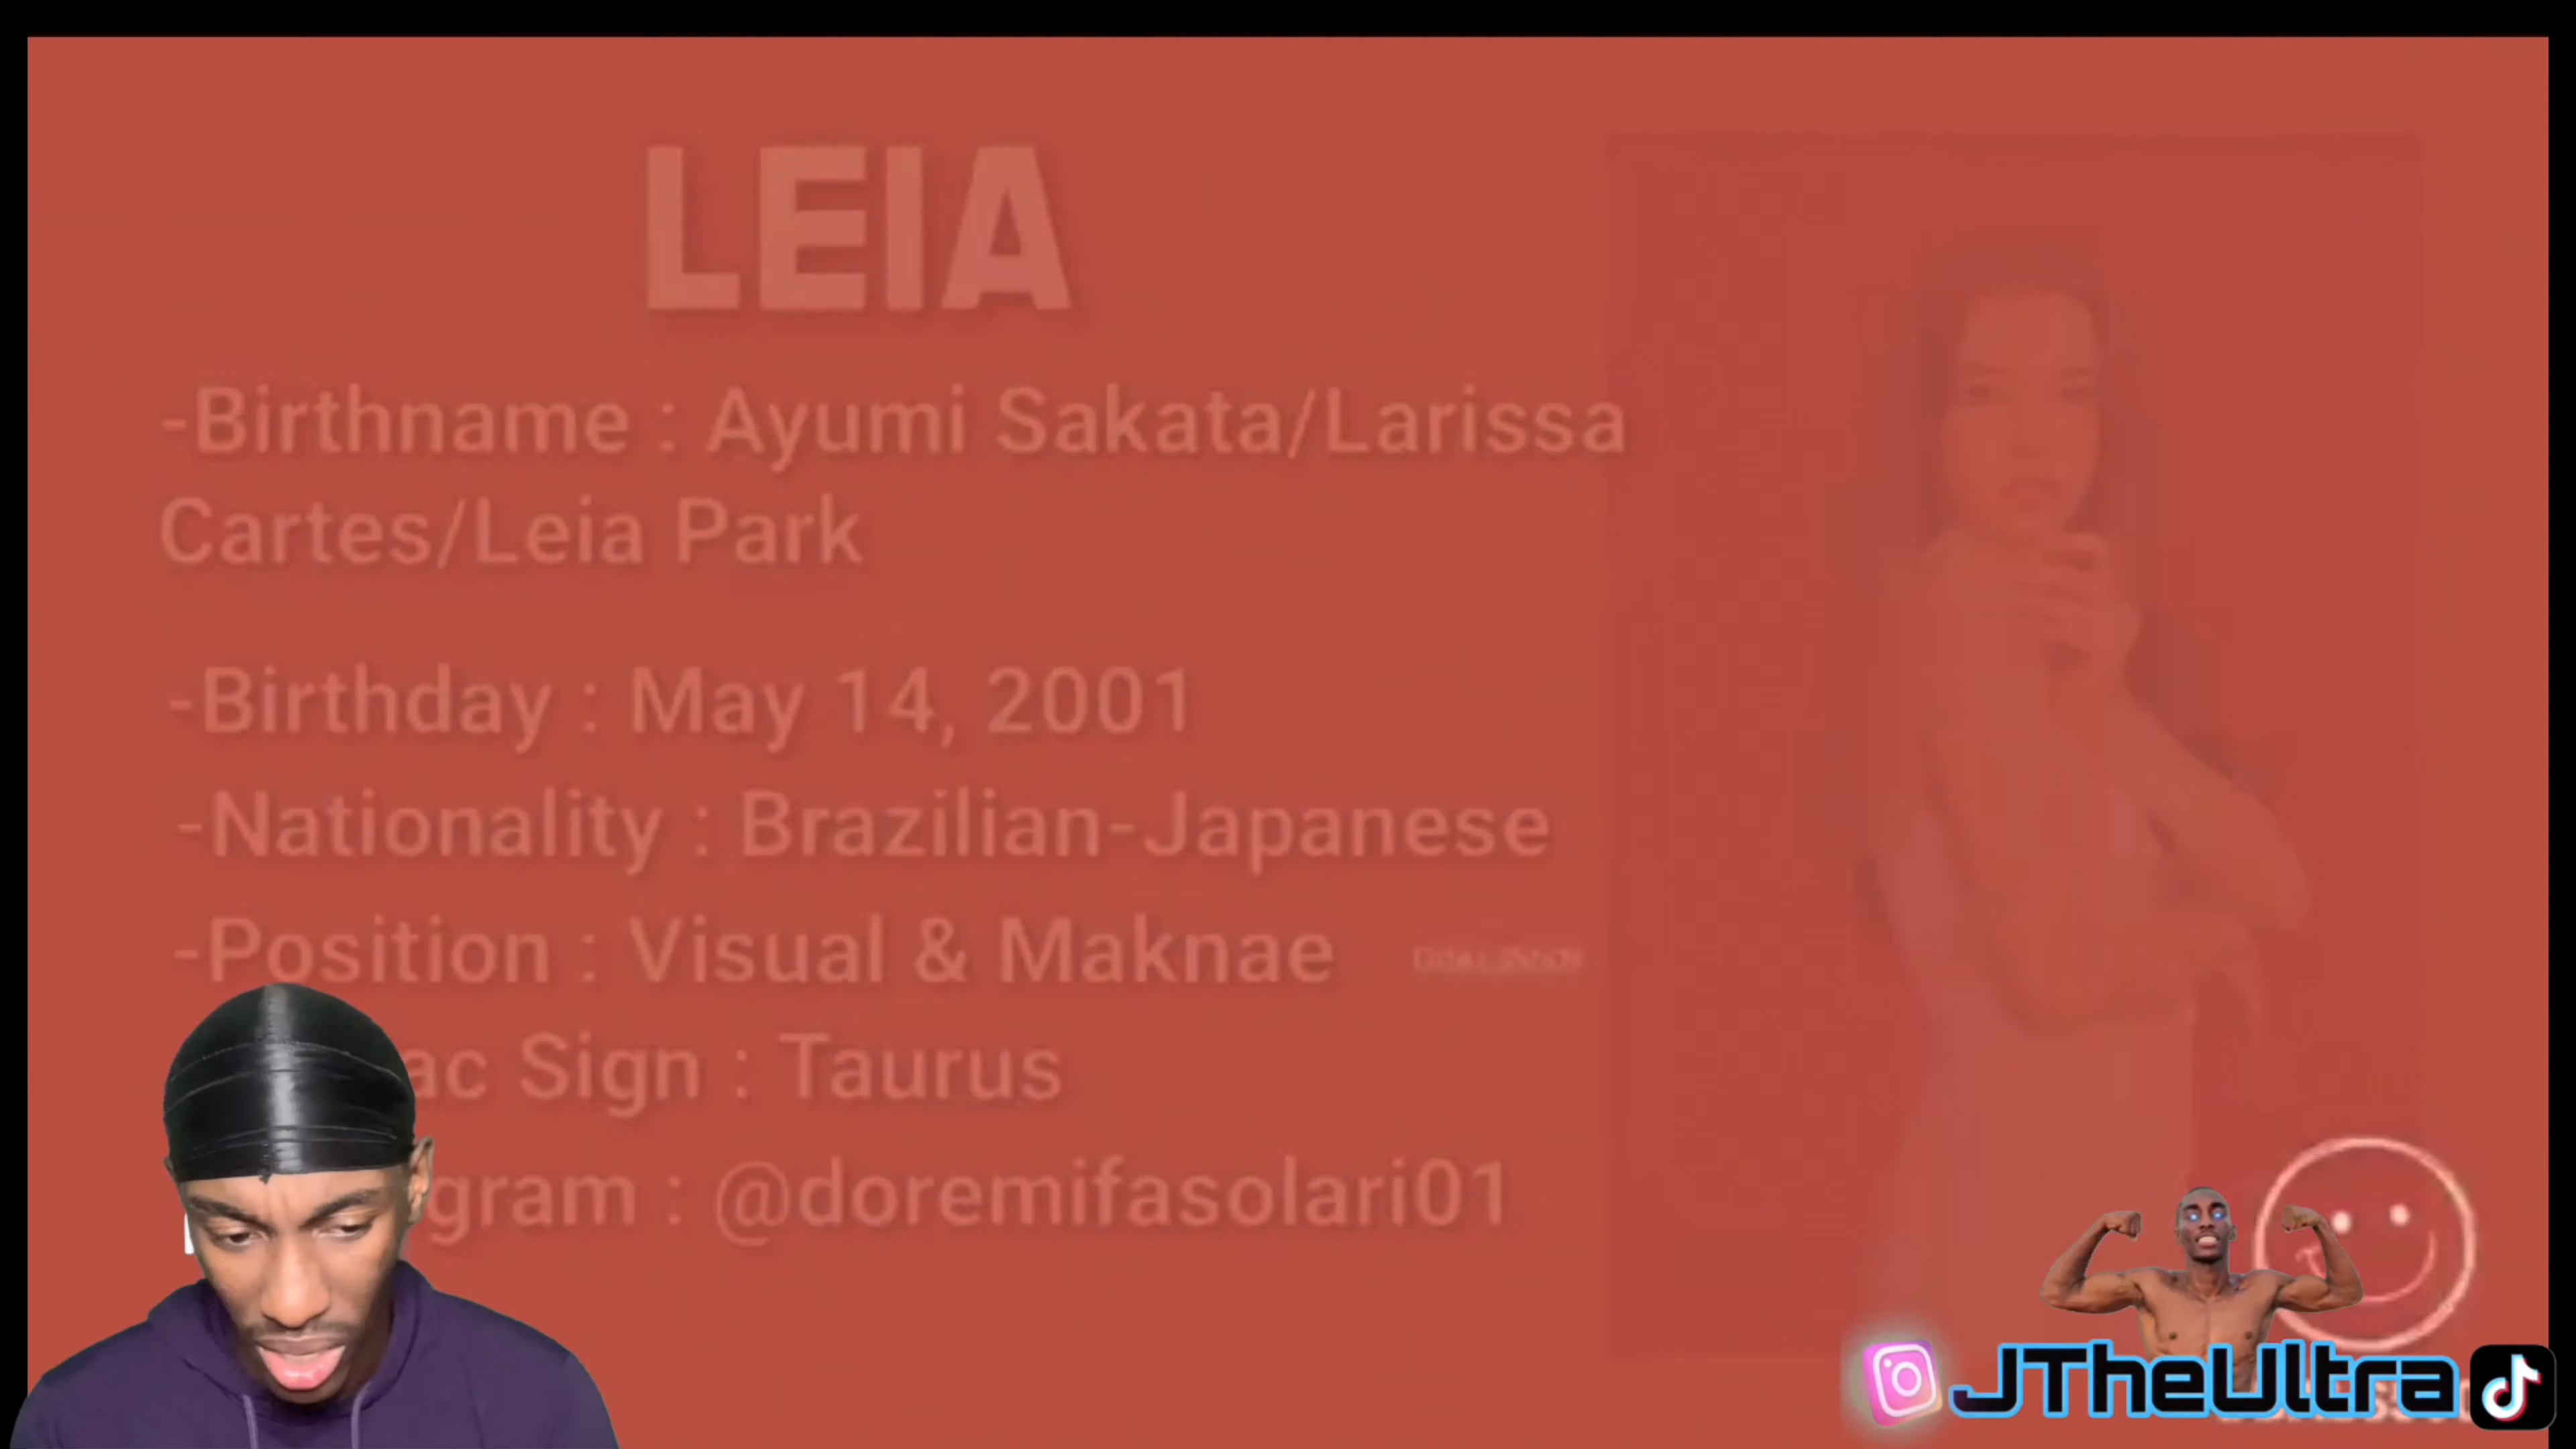 LEIA
-Birthname : Ayumi Sakata/Larissa
Cartes/Leia Park
-Birthday : May 14, 2001
-Nationality : Brazilian-Japanese
-Position : Visual & Maknae
ac Sign : Taurus
gram : @doremifasolari01
JTheUltra